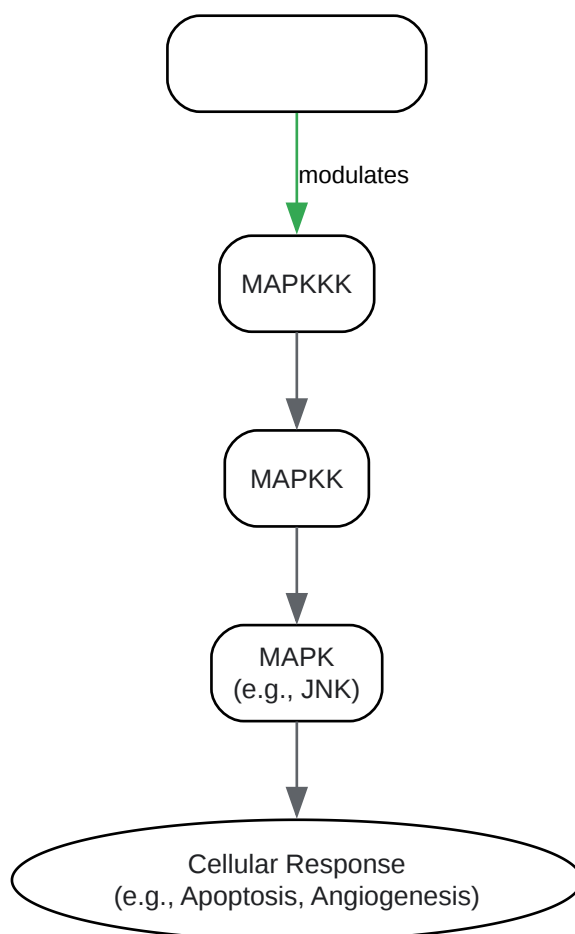 modulates
MAPKKK
MAPKK
MAPK
(e.g., JNK)
Cellular Response
(e.g., Apoptosis, Angiogenesis)